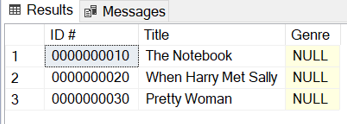 Results Messages
ID # Title Genre
1 0000000010 The Notebook NULL
2 0000000020 When Harry Met Sally NULL
3 0000000030 Pretty Woman NULL